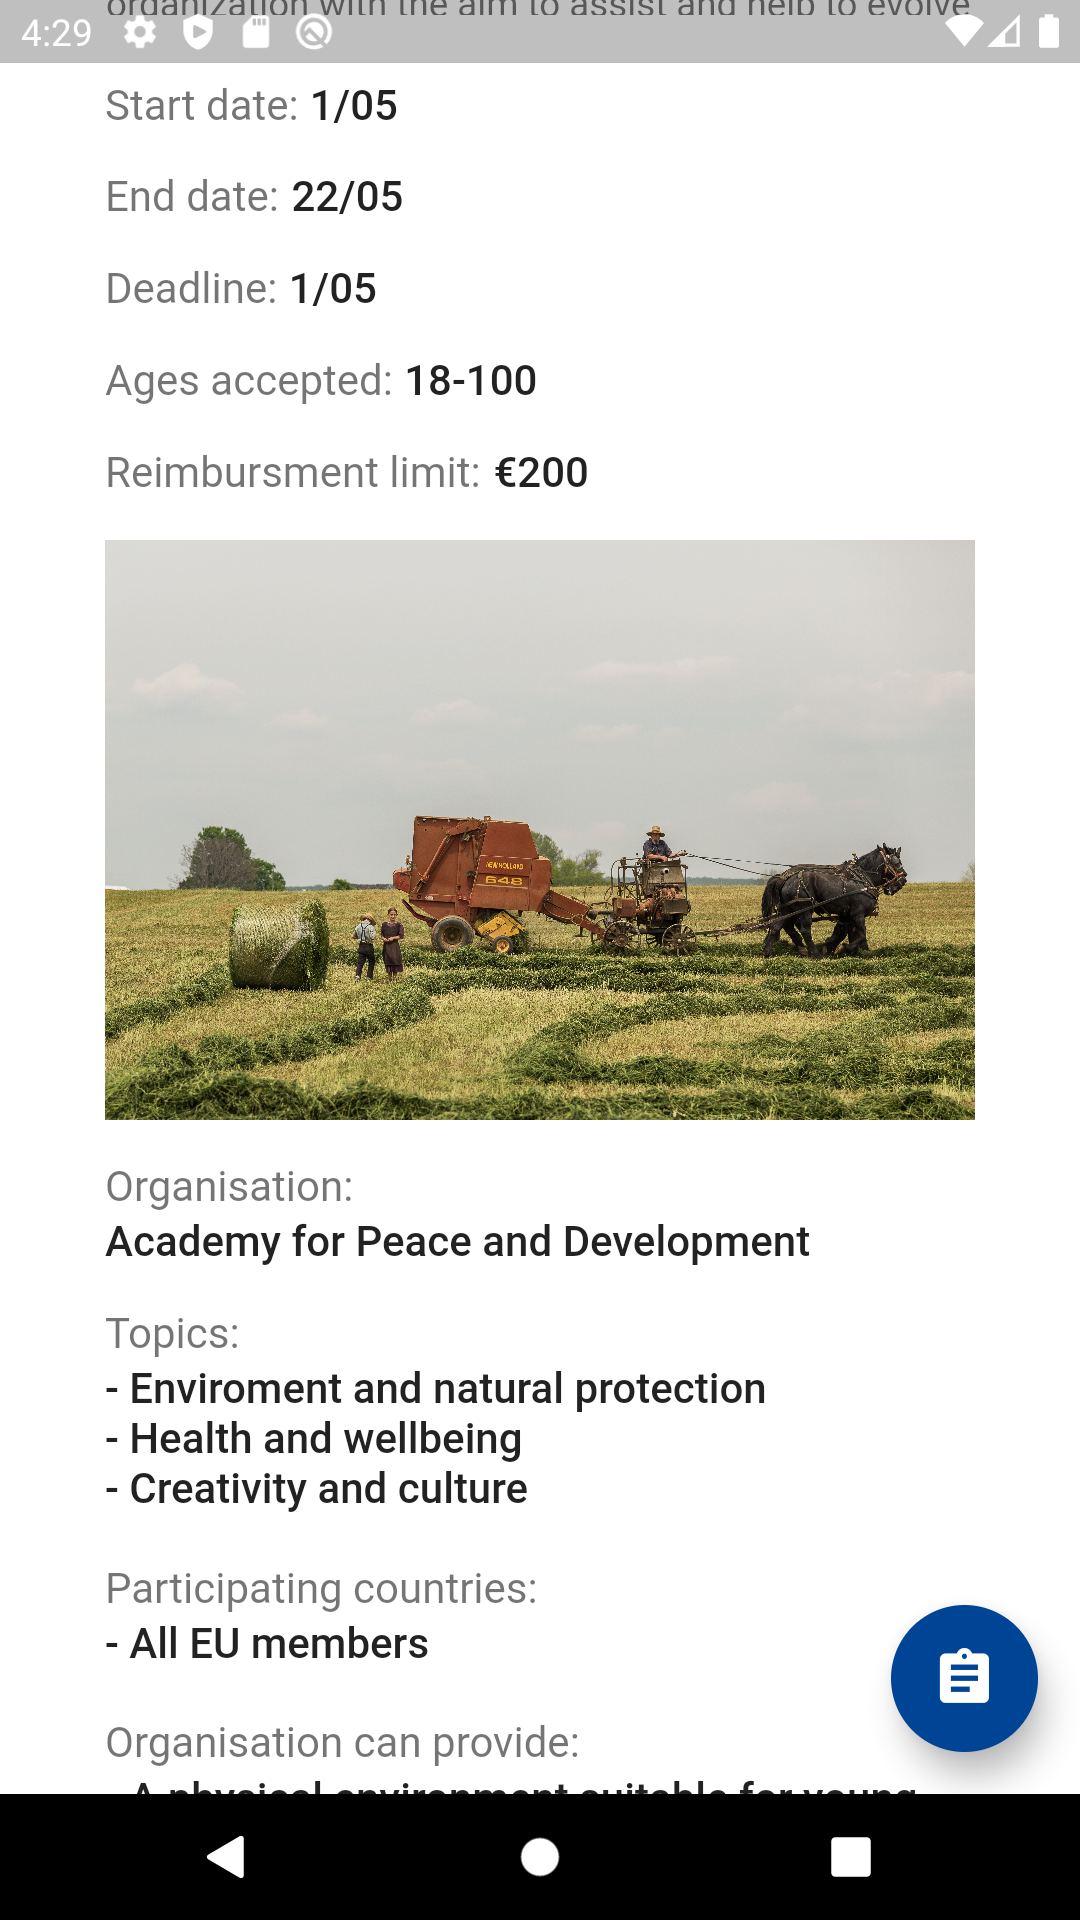 organization with the aim to assist and help to evolve
4:29
Start date: 1/05
End date: 22/05
Deadline: 1/05
Ages accepted: 18-100
Reimbursment limit: €200
NEW HOLLAND
648
Organisation:
Academy for Peace and Development
Topics:
- Enviroment and natural protection
- Health and wellbeing
- Creativity and culture
Participating countries:
- All EU members
Organisation can provide:
- A physical environment suitable for young